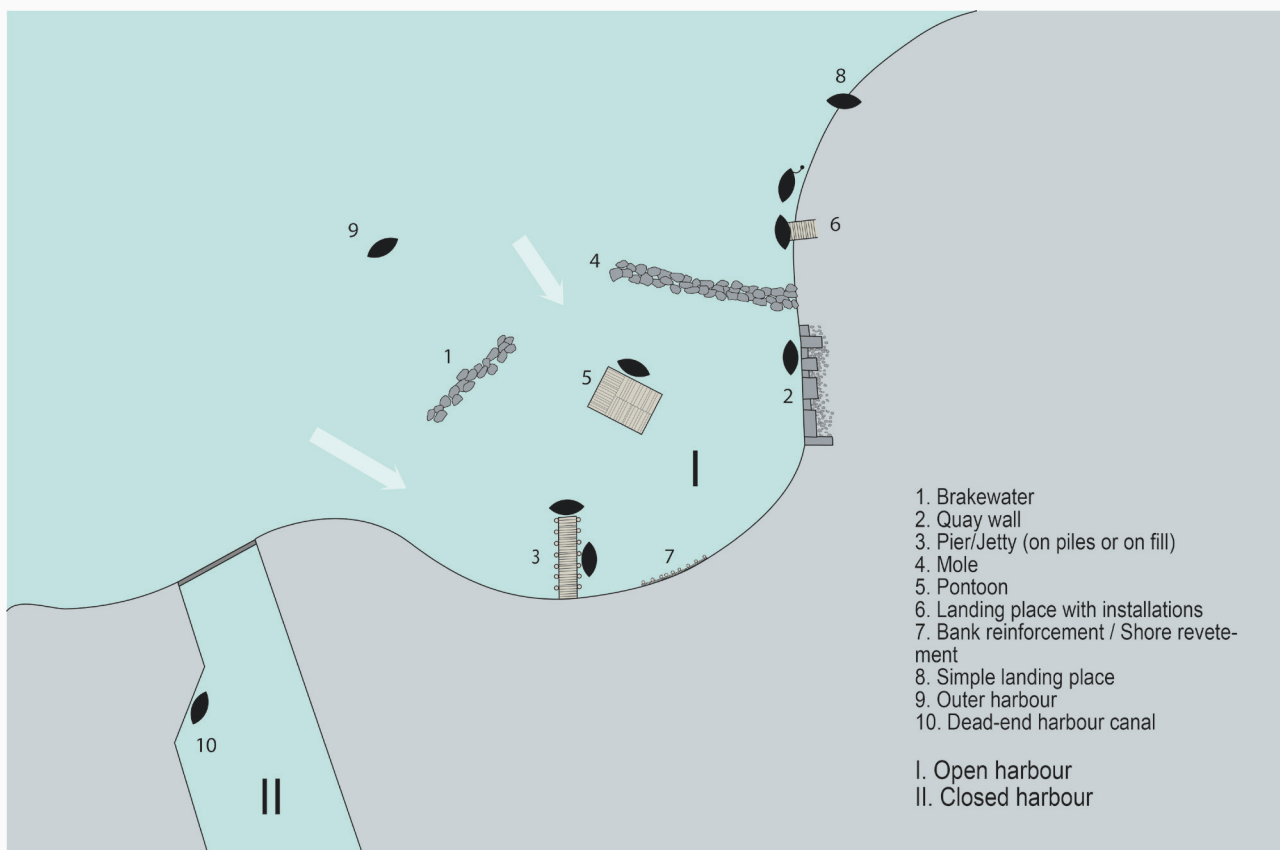 8
9
6
4
1
5
2
I
3
7
10
II
1. Brakewater
2. Quay wall
3. Pier/Jetty (on piles or on fill)
4. Mole
5. Pontoon
6. Landing place with installations
7. Bank reinforcement / Shore revete-
ment
8. Simple landing place
9. Outer harbour
10. Dead-end harbour canal
I. Open harbour
II. Closed harbour